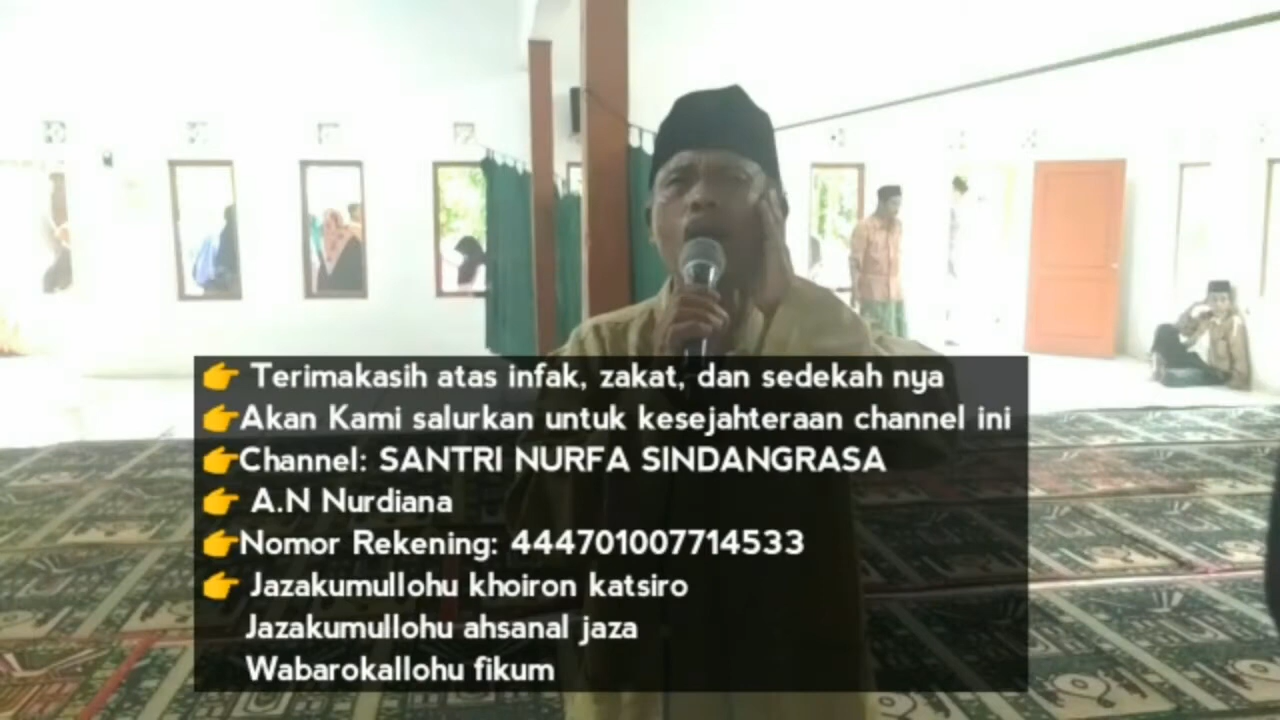 👉 Terimakasih atas infak, zakat, dan sedekah nya
👉Akan Kami salurkan untuk kesejahteraan channel ini
👉Channel: SANTRI NURFA SINDANGRASA
👉 A.N Nurdiana
👉Nomor Rekening: 444701007714533
👉 Jazakumullohu khoiron katsiro
Jazakumullohu ahsanal jaza
Wabarokallohu fikum